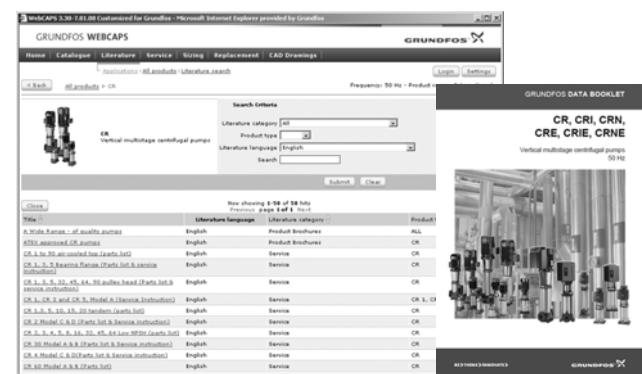 WebCAPS 3.30-7.01.08 Customized for Grundfos - Microsoft Internet Explorer provided by Grundfos
GRUNDFOS WEBCAPS
GRUNDFOS
Home Catalogue Literature Service Sizing Replacement CAD Drawings
Applications › All products › Literature search
Login Settings
< Back All products > CR
Frequency: 50 Hz - Product
Search Criteria
CR
Vertical multistage centrifugal pumps
Literature category All
Product type
Literature language English
Search
Submit Clear
Close
Now showing 1-50 of 58 hits
Previous page 1 of 1 Next
Title Literature language Literature category Product
A Wide Range - of quality pumps English Product Brochures ALL
ATEX approved CR pumps English Product Brochures CR
CR 1 to 90 air-cooled top (parts list) English Service CR
CR 1, 3, 5 Bearing flange (Parts list & service instruction) English Service CR
CR 1, 3, 5, 32, 45, 64, 90 pulley head (Parts list & service instruction) English Service CR
CR 1, CR 3 and CR 5, Model A (Service Instruction) English Service CR 1, CR
CR 1,3, 5, 10, 15, 20 tandem (parts list) English Service CR
CR 2 Model C & D (Parts list & Service instruction) English Service CR
CR 2, 3, 4, 5, 8, 16, 32, 45, 64 Low NPSH (parts list) English Service CR
CR 30 Model A & B (Parts list & Service instruction) English Service CR
CR 4 Model C & D(Parts list & Service instruction) English Service CR
CR 60 Model A & B (Parts list) English Service CR
GRUNDFOS DATA BOOKLET
CR, CRI, CRN,
CRE, CRIE, CRNE
Vertical multistage centrifugal pumps
50 Hz
BE > THINK > INNOVATE >
GRUNDFOS